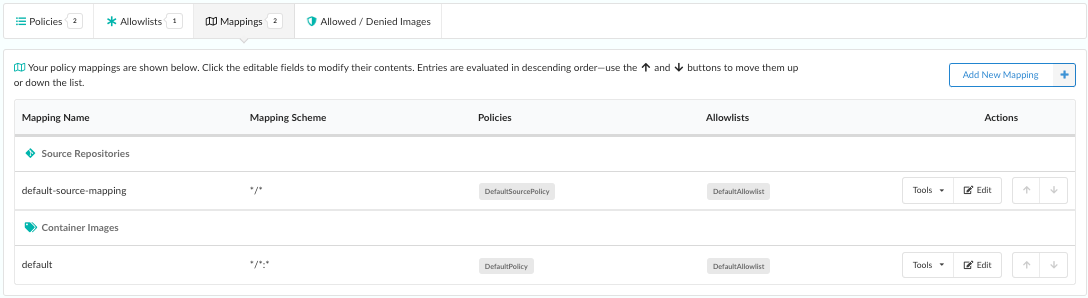 Policies 2 Allowlists 1 Mappings 2 Allowed / Denied Images
Your policy mappings are shown below. Click the editable fields to modify their contents. Entries are evaluated in descending order—use the ↑ and ↓ buttons to move them up
or down the list.
Add New Mapping +
Mapping Name Mapping Scheme Policies Allowlists Actions
Source Repositories
default-source-mapping */* DefaultSourcePolicy DefaultAllowlist Tools Edit
Container Images
default */*:* DefaultPolicy DefaultAllowlist Tools Edit